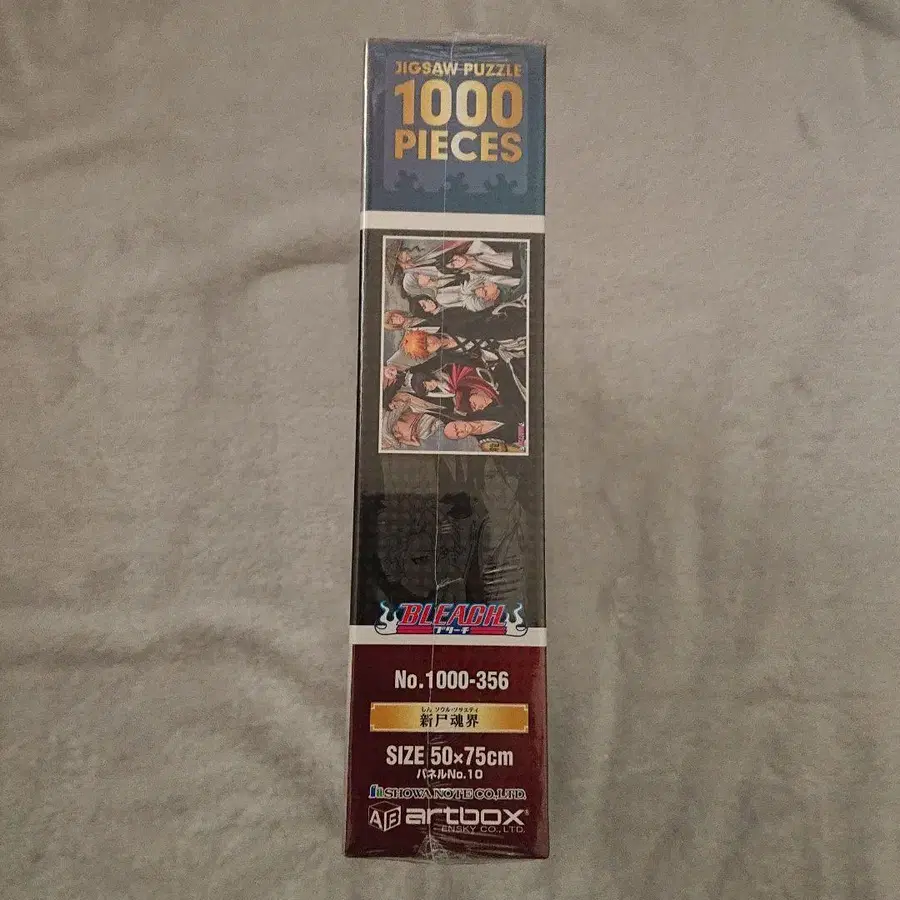 JIGSAW PUZZLE
1000
PIECES
BLEACH
ブリーチ
No.1000-356
しん ソウル・ソサエティ
新尸魂界
SIZE 50×75cm
パネルNo.10
SHOWA NOTE CO.,LTD.
AB artbox®
ENSKY CO., LTD.